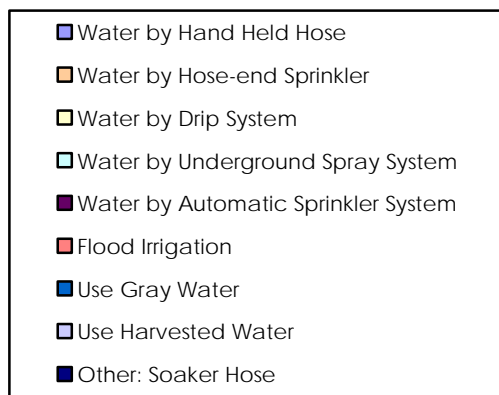 Water by Hand Held Hose
Water by Hose-end Sprinkler
Water by Drip System
Water by Underground Spray System
Water by Automatic Sprinkler System
Flood Irrigation
Use Gray Water
Use Harvested Water
Other: Soaker Hose